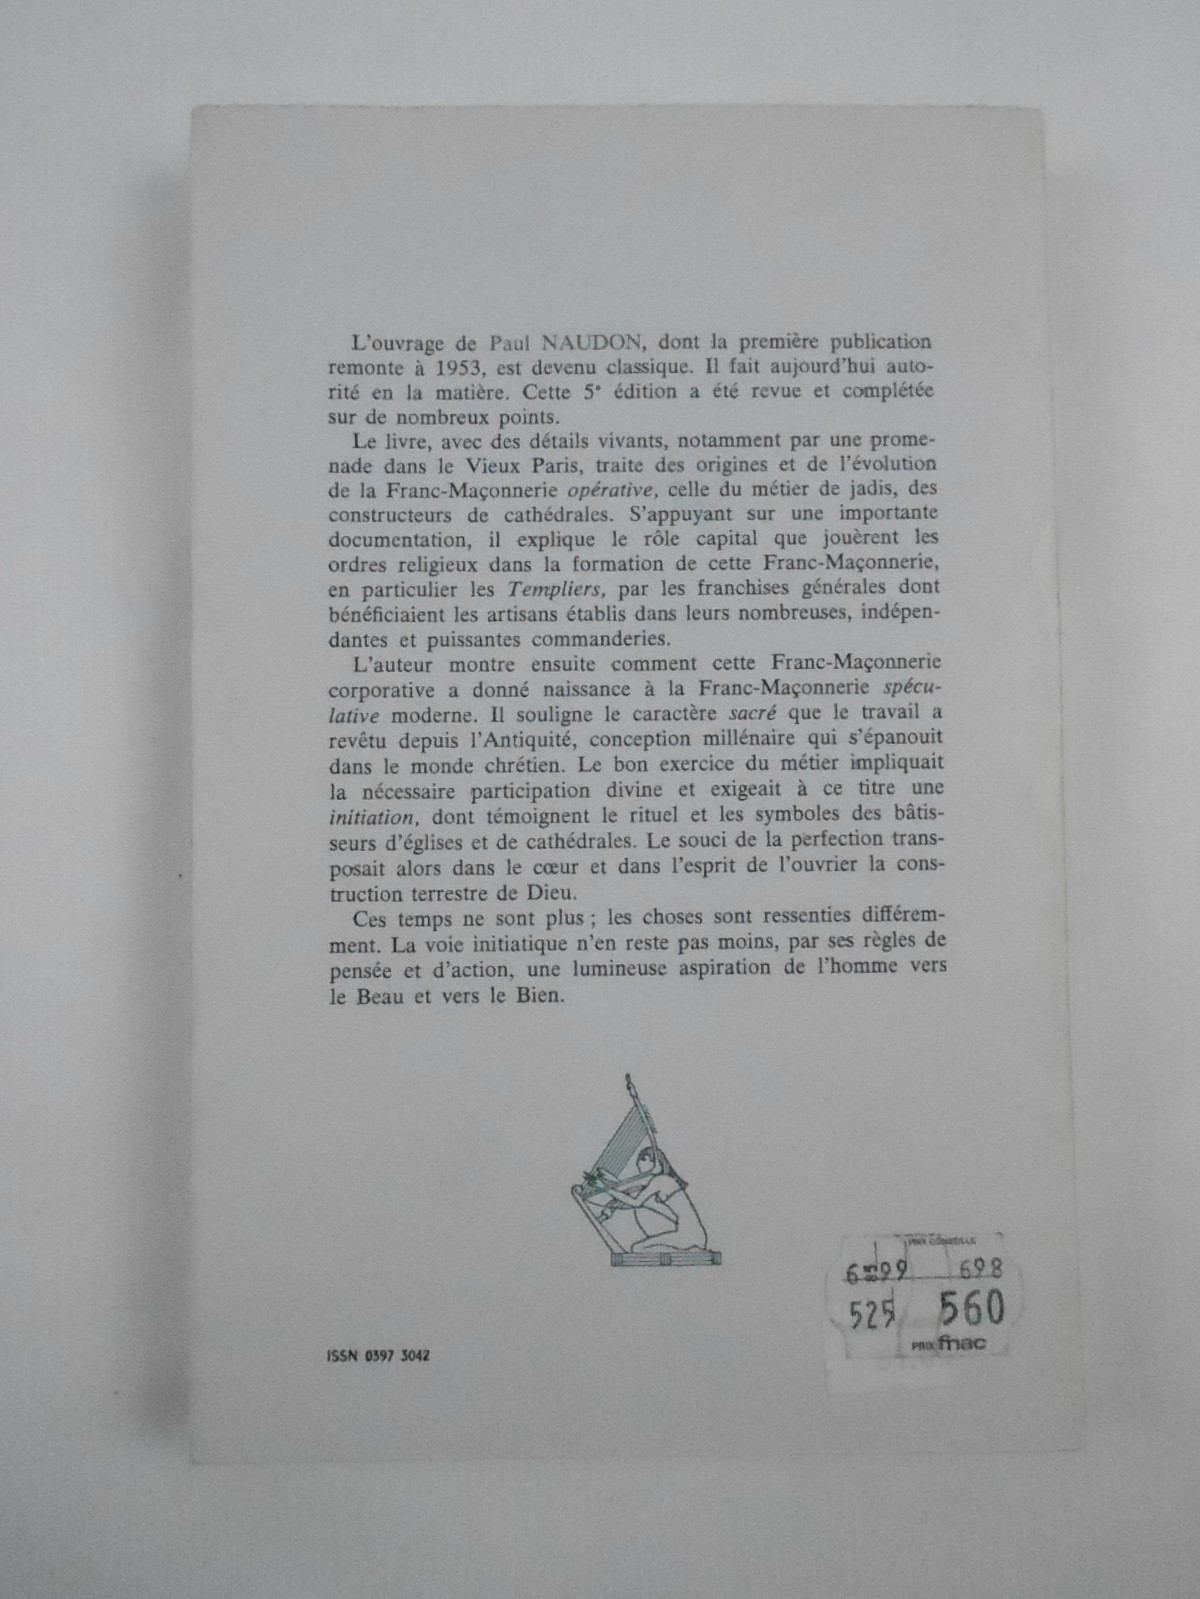 L'ouvrage de Paul NAUDON, dont la première publication
remonte à 1953, est devenu classique. Il fait aujourd'hui auto-
rité en la matière. Cette 5e édition a été revue et complétée
sur de nombreux points.
Le livre, avec des détails vivants, notamment par une prome-
nade dans le Vieux Paris, traite des origines et de l'évolution
de la Franc-Maçonnerie opérative, celle du métier de jadis, des
constructeurs de cathédrales. S'appuyant sur une importante
documentation, il explique le rôle capital que jouèrent les
ordres religieux dans la formation de cette Franc-Maçonnerie,
en particulier les Templiers, par les franchises générales dont
bénéficiaient les artisans établis dans leurs nombreuses, indépen-
dantes et puissantes commanderies.
L'auteur montre ensuite comment cette Franc-Maçonnerie
corporative a donné naissance à la Franc-Maçonnerie spécu-
lative moderne. Il souligne le caractère sacré que le travail a
revêtu depuis l'Antiquité, conception millénaire qui s'épanouit
dans le monde chrétien. Le bon exercice du métier impliquait
la nécessaire participation divine et exigeait à ce titre une
initiation, dont témoignent le rituel et les symboles des bâtis-
seurs d'églises et de cathédrales. Le souci de la perfection trans-
posait alors dans le cœur et dans l'esprit de l'ouvrier la cons-
truction terrestre de Dieu.
Ces temps ne sont plus ; les choses sont ressenties différem-
ment. La voie initiatique n'en reste pas moins, par ses règles de
pensée et d'action, une lumineuse aspiration de l'homme vers
le Beau et vers le Bien.
PRIX CONSEILLE
698
525 560
PRIX fnac
ISSN 0397 3042